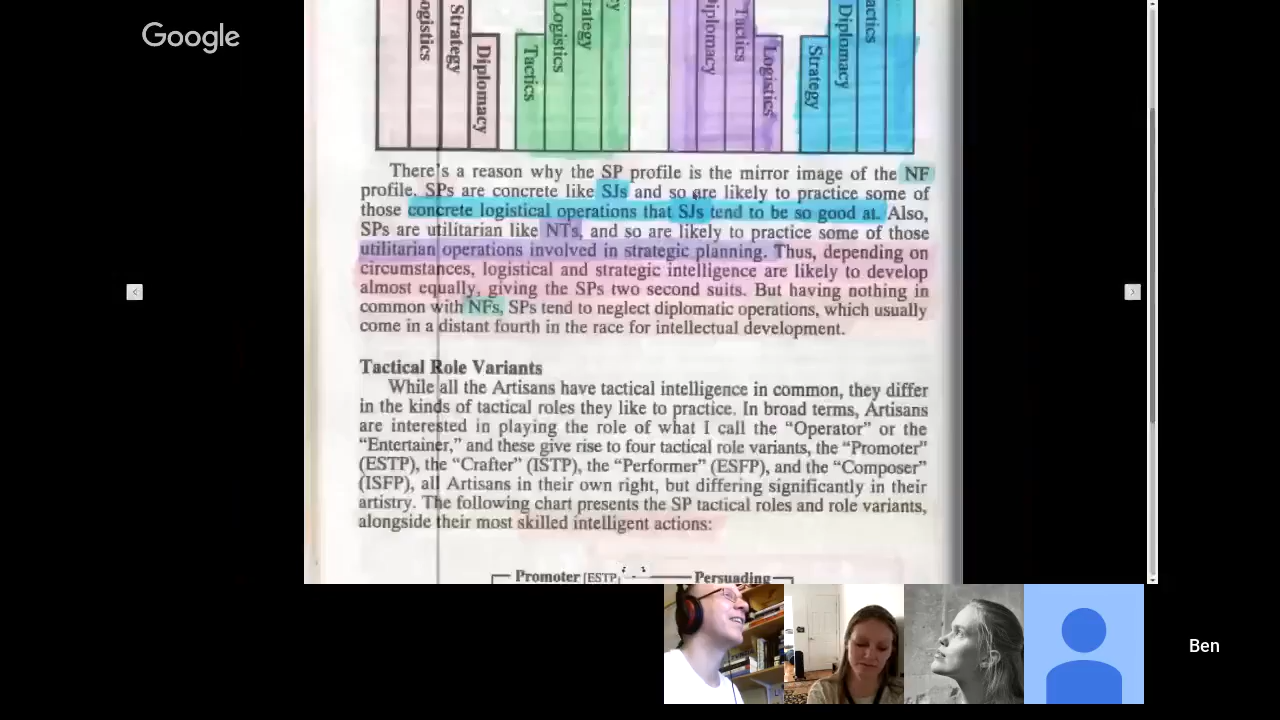 Google
ogistics
Strategy
Diplomacy
Tactics
Logistics
rategy
y
iplomacy
Tactics
Logistics
Strategy
Diplomacy
actics
There's a reason why the SP profile is the mirror image of the NF
profile. SPs are concrete like SJs and so are likely to practice some of
those concrete logistical operations that SJs tend to be so good at. Also,
SPs are utilitarian like NTs, and so are likely to practice some of those
utilitarian operations involved in strategic planning. Thus, depending on
circumstances, logistical and strategic intelligence are likely to develop
almost equally, giving the SPs two second suits. But having nothing in
common with NFs, SPs tend to neglect diplomatic operations, which usually
come in a distant fourth in the race for intellectual development.
Tactical Role Variants
While all the Artisans have tactical intelligence in common, they differ
in the kinds of tactical roles they like to practice. In broad terms, Artisans
are interested in playing the role of what I call the “Operator” or the
“Entertainer,” and these give rise to four tactical role variants, the “Promoter”
(ESTP), the “Crafter” (ISTP), the “Performer” (ESFP), and the “Composer”
(ISFP), all Artisans in their own right, but differing significantly in their
artistry. The following chart presents the SP tactical roles and role variants,
alongside their most skilled intelligent actions:
Promoter [ESTP] Persuading
Ben